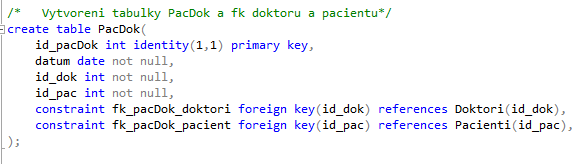 /*   Vytvoreni tabulky PacDok a fk doktoru a pacientu*/
create table PacDok(
    id_pacDok int identity(1,1) primary key,
    datum date not null,
    id_dok int not null,
    id_pac int not null,
    constraint fk_pacDok_doktori foreign key(id_dok) references Doktori(id_dok),
    constraint fk_pacDok_pacient foreign key(id_pac) references Pacienti(id_pac),
);